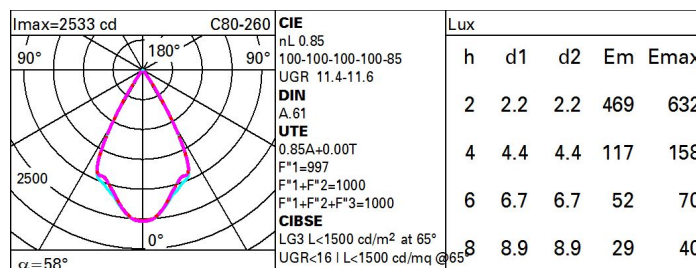 Imax=2533 cd C80-260
90° 180° 90°
2500
0°
α=58°
CIE
nL 0.85
100-100-100-100-85
UGR 11.4-11.6
DIN
A.61
UTE
0.85A+0.00T
F"1=997
F"1+F"2=1000
F"1+F"2+F"3=1000
CIBSE
LG3 L<1500 cd/m² at 65°
UGR<16 | L<1500 cd/mq @65°
Lux
h d1 d2 Em Emax
2 2.2 2.2 469 632
4 4.4 4.4 117 158
6 6.7 6.7 52 70
8 8.9 8.9 29 40